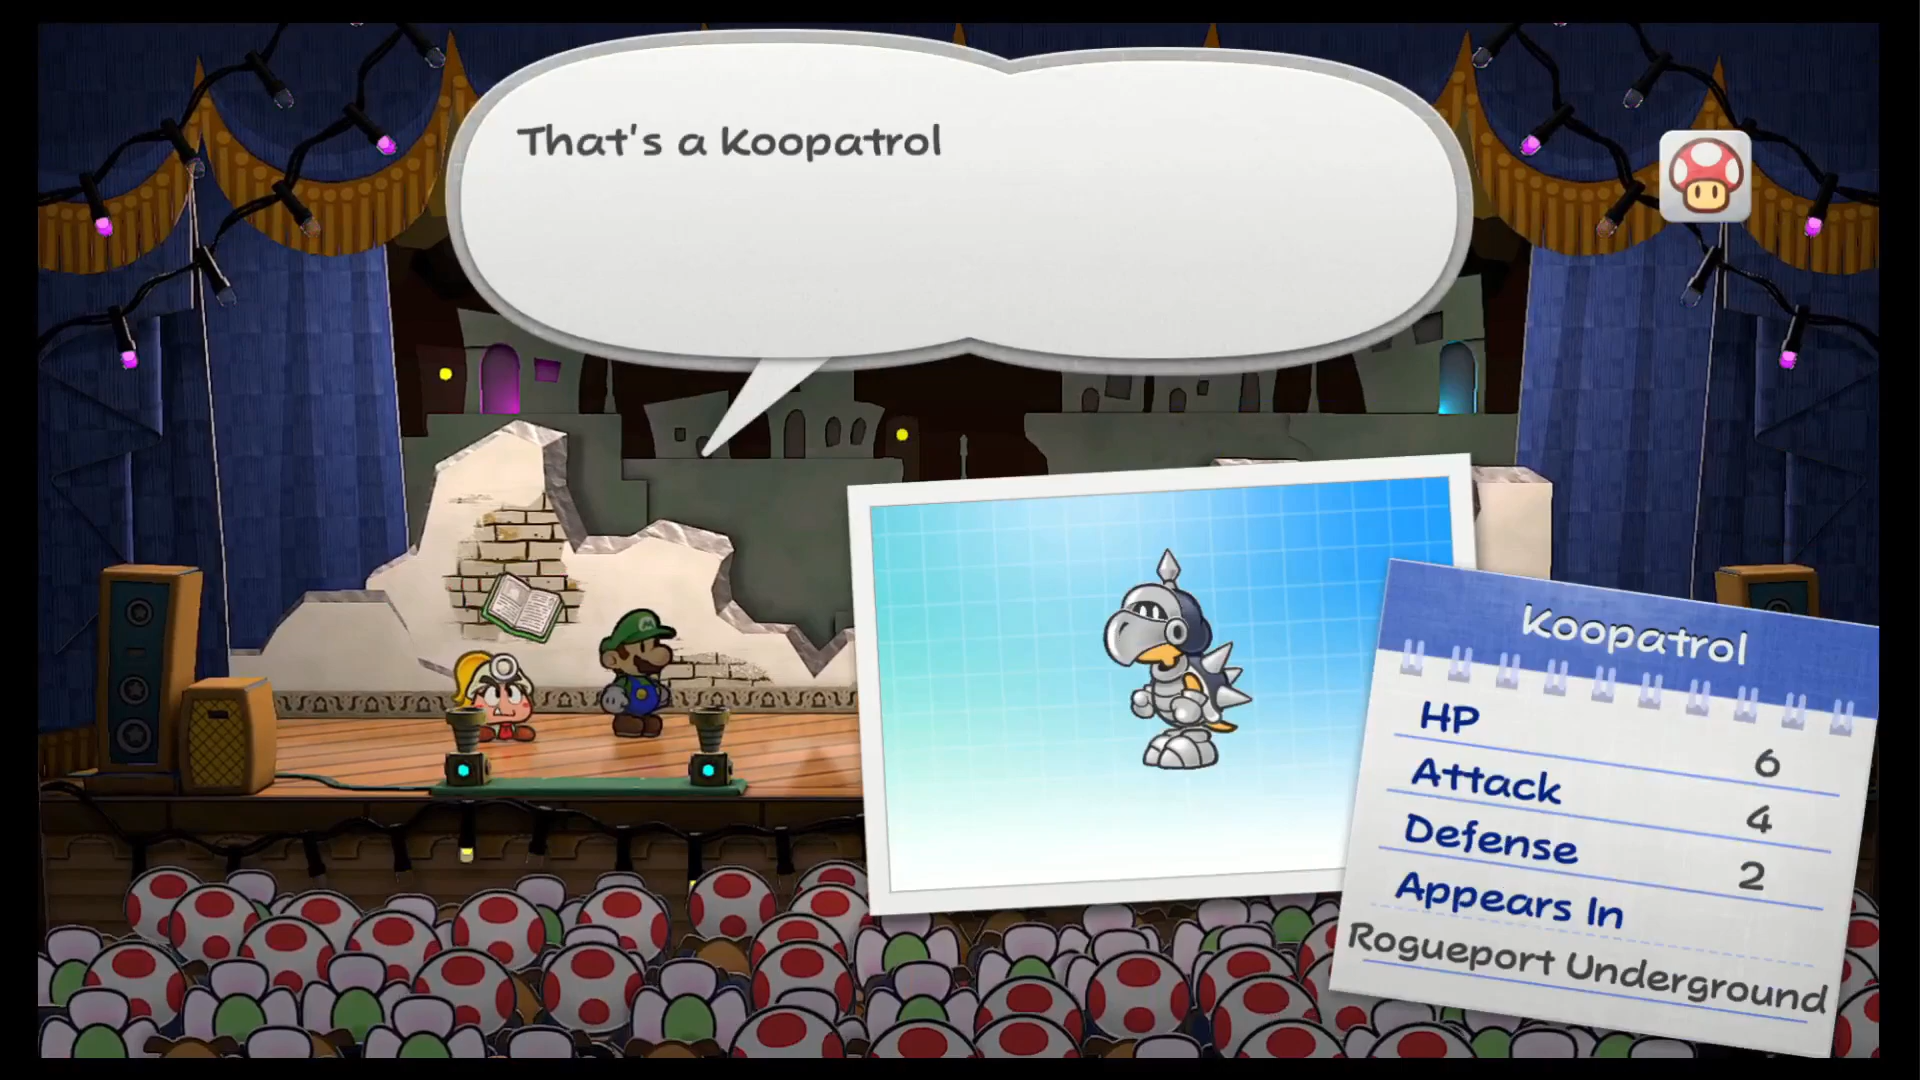 That's a Koopatrol
Koopatrol
HP
6
Attack
4
Defense
2
Appears In
Rogueport Underground